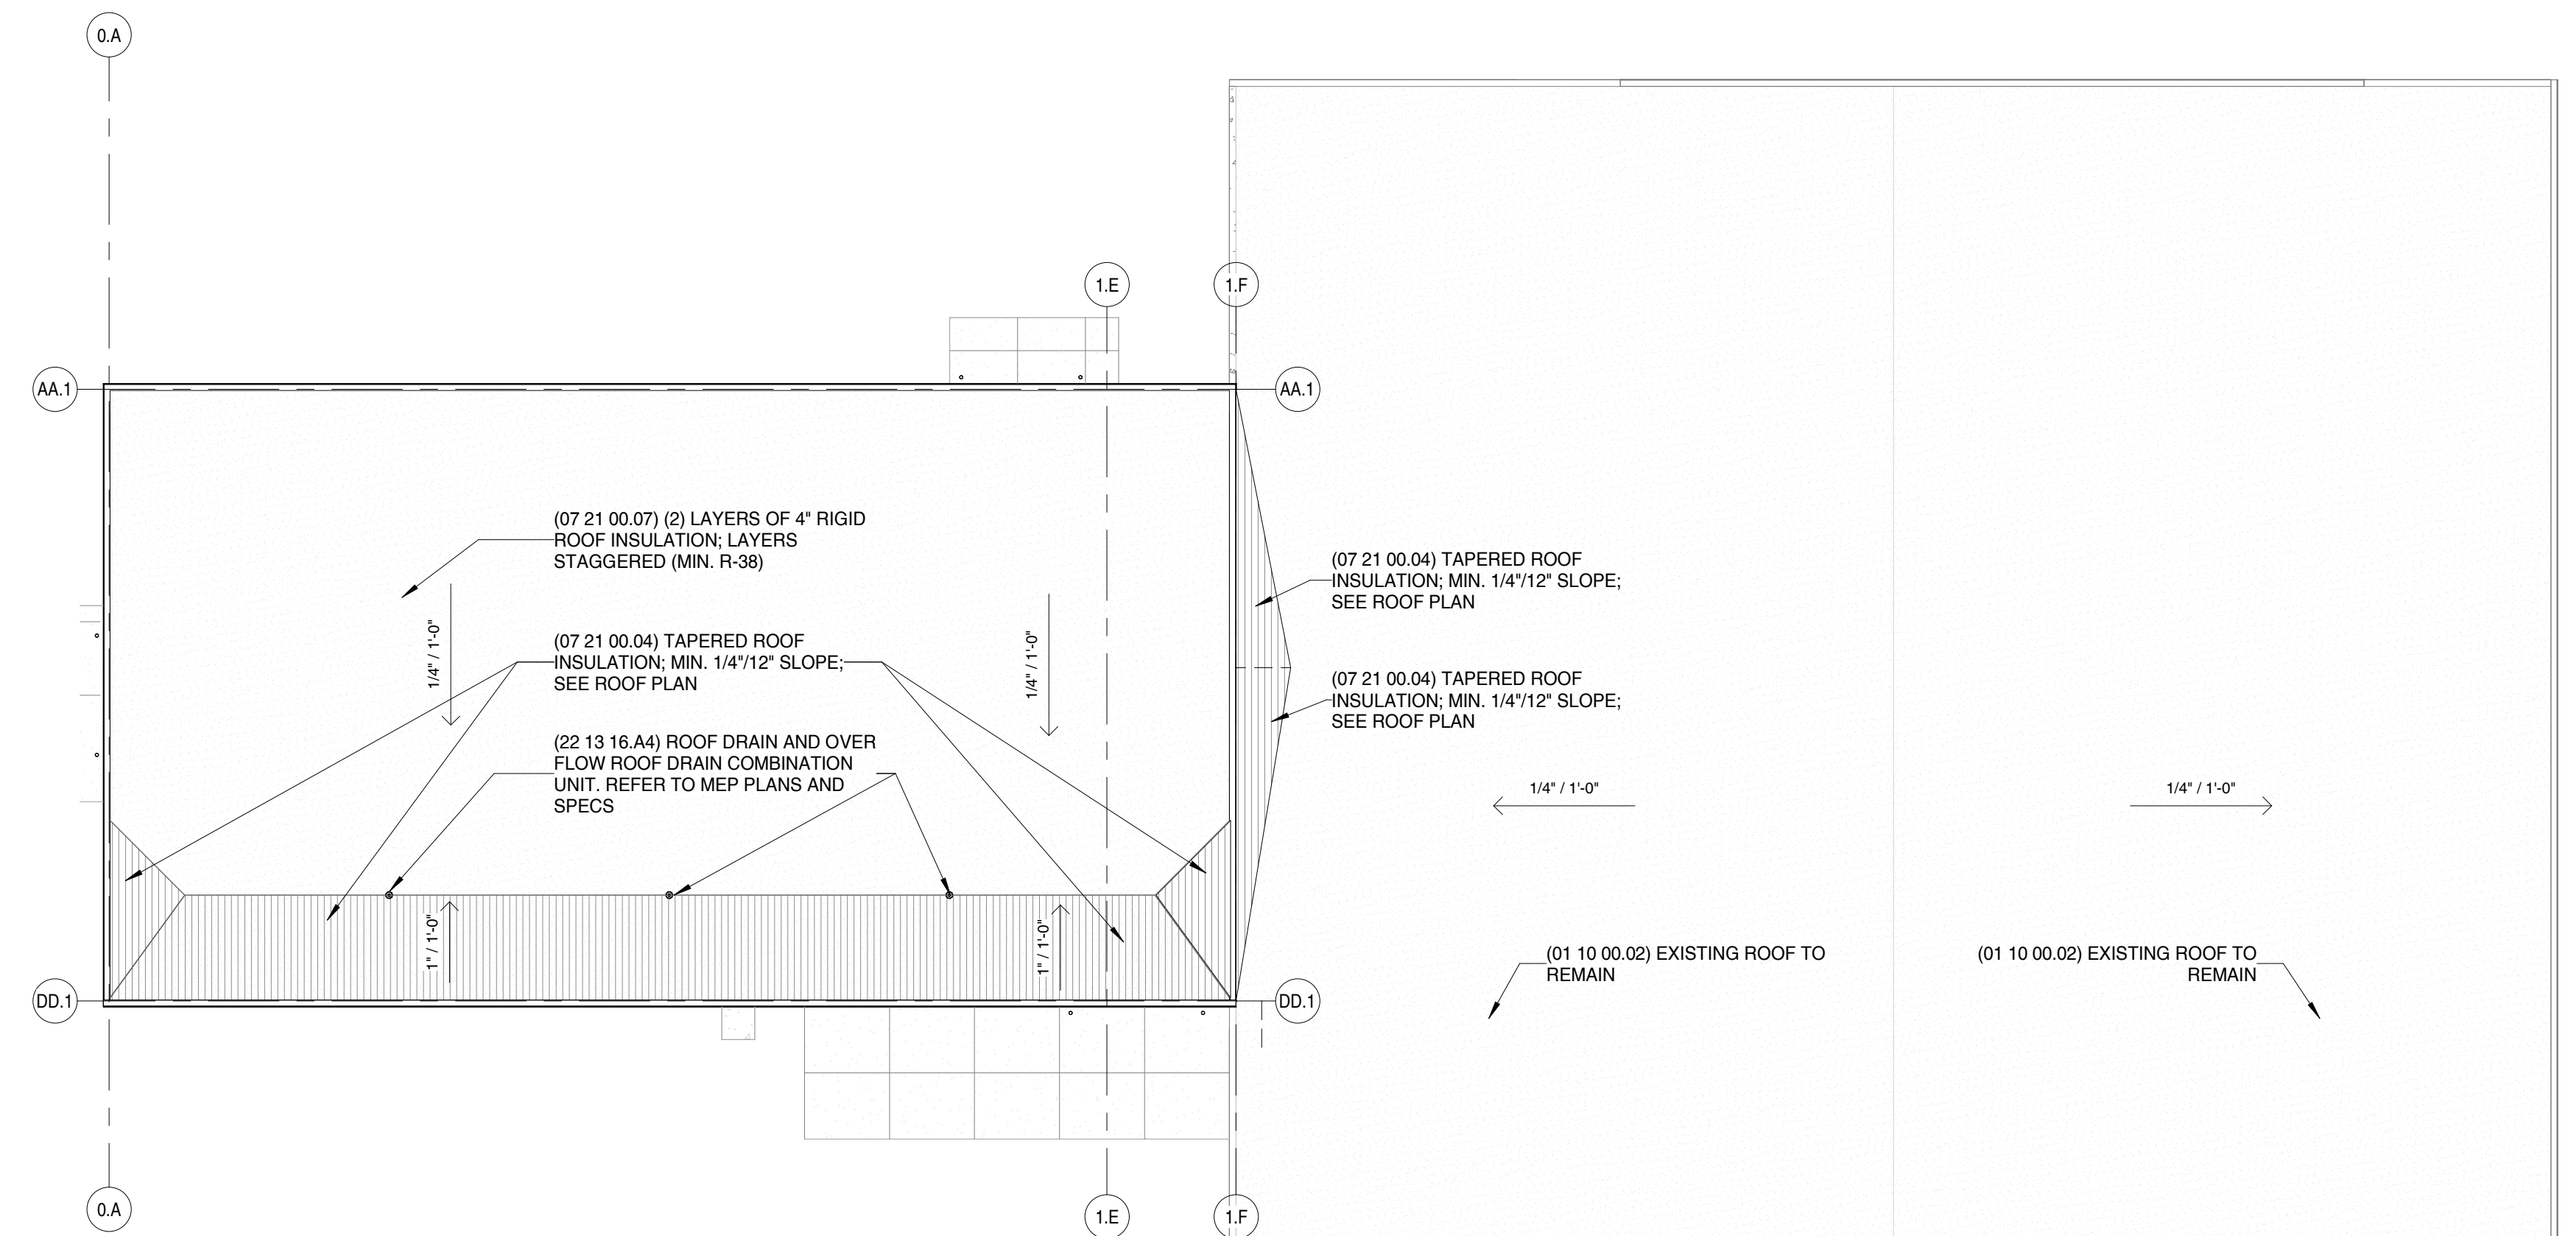 0.A
1.E
1.F
AA.1
AA.1
(07 21 00.07) (2) LAYERS OF 4" RIGID
ROOF INSULATION; LAYERS
STAGGERED (MIN. R-38)
(07 21 00.04) TAPERED ROOF
INSULATION; MIN. 1/4"/12" SLOPE;
SEE ROOF PLAN
1/4" / 1'-0"
(07 21 00.04) TAPERED ROOF
INSULATION; MIN. 1/4"/12" SLOPE;
SEE ROOF PLAN
1/4" / 1'-0"
(07 21 00.04) TAPERED ROOF
INSULATION; MIN. 1/4"/12" SLOPE;
SEE ROOF PLAN
(22 13 16.A4) ROOF DRAIN AND OVER
FLOW ROOF DRAIN COMBINATION
UNIT. REFER TO MEP PLANS AND
SPECS
1/4" / 1'-0"
1/4" / 1'-0"
1" / 1'-0"
1" / 1'-0"
(01 10 00.02) EXISTING ROOF TO
REMAIN
(01 10 00.02) EXISTING ROOF TO
REMAIN
DD.1
DD.1
0.A
1.E
1.F